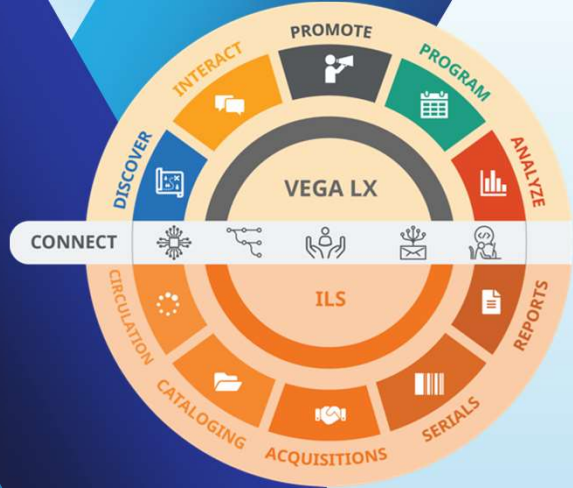 PROMOTE
INTERACT
PROGRAM
DISCOVER
ANALYZE
VEGA LX
CONNECT
ILS
CIRCULATION
REPORTS
CATALOGING
SERIALS
ACQUISITIONS